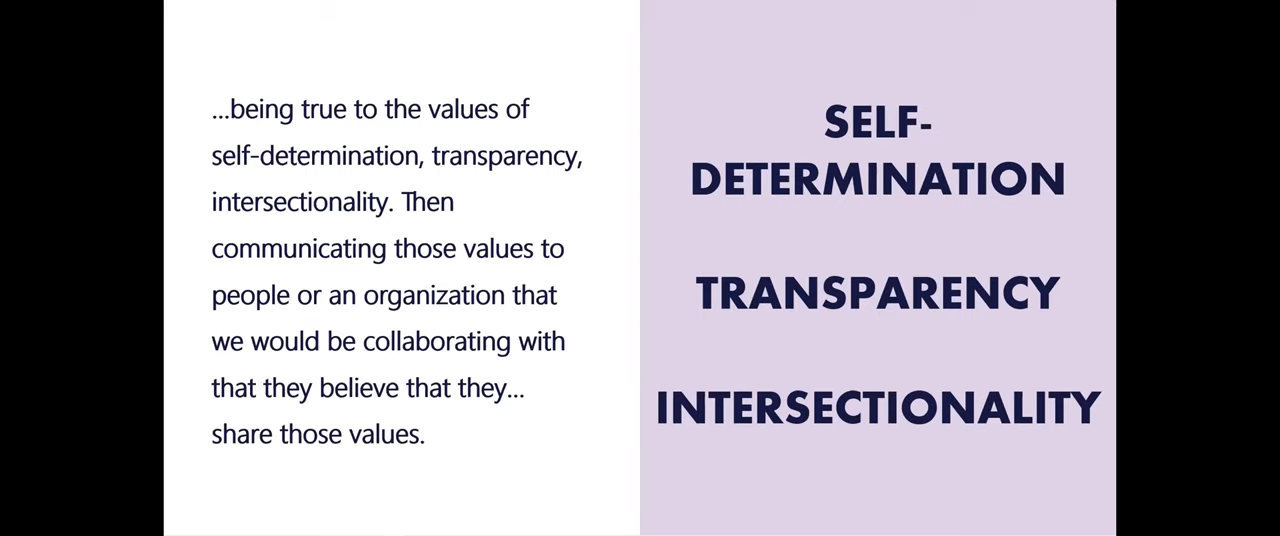 ...being true to the values of
self-determination, transparency,
intersectionality. Then
communicating those values to
people or an organization that
we would be collaborating with
that they believe that they...
share those values.
SELF-
DETERMINATION
TRANSPARENCY
INTERSECTIONALITY